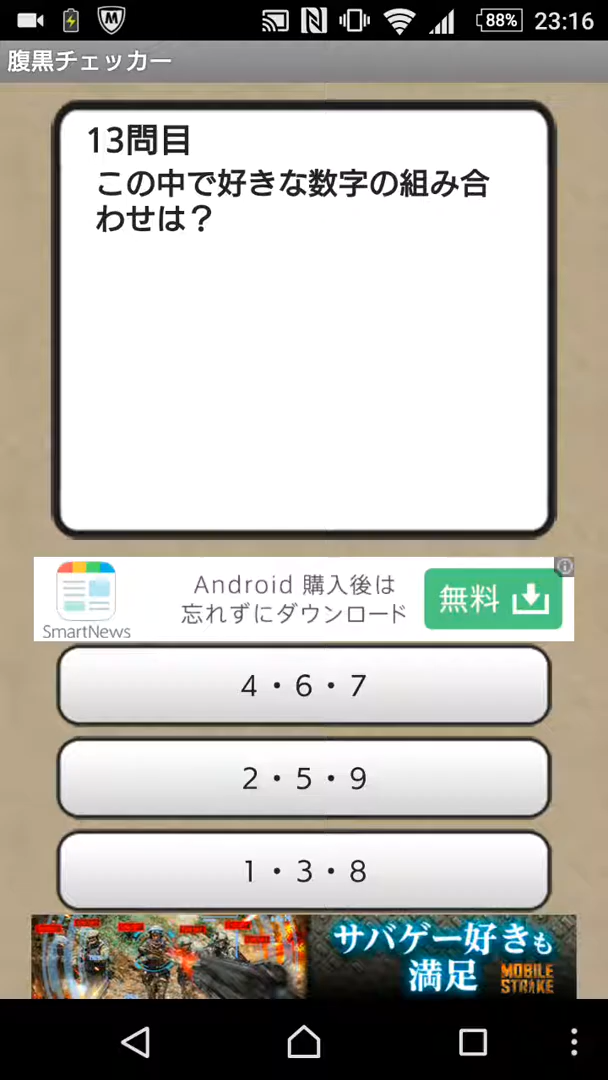 88% 23:16
腹黒チェッカー
13問目
この中で好きな数字の組み合
わせは？
Android 購入後は
忘れずにダウンロード
無料
SmartNews
4・6・7
2・5・9
1・3・8
サバゲー好きも
満足
MOBILE
STRIKE